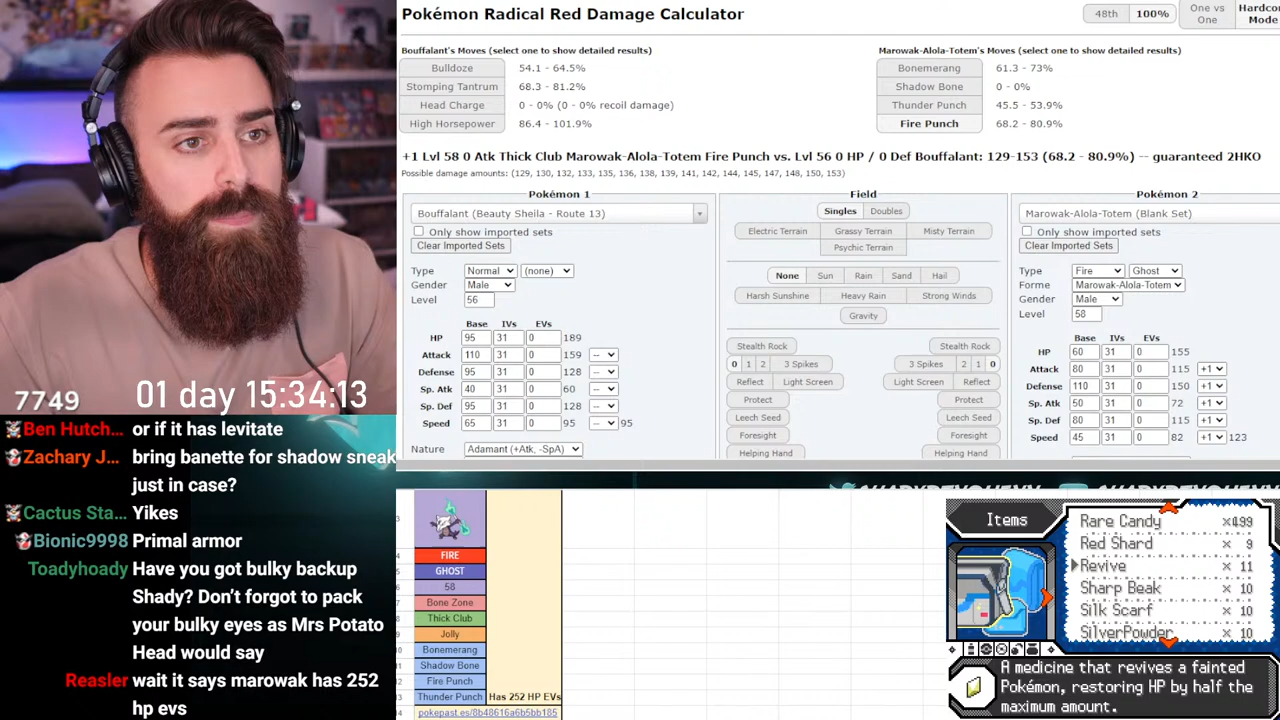 Pokémon Radical Red Damage Calculator
48th 100% One vs One Hardcou Mode
Bouffalant's Moves (select one to show detailed results)
Bulldoze 54.1 - 64.5%
Stomping Tantrum 68.3 - 81.2%
Head Charge 0 - 0% (0 - 0% recoil damage)
High Horsepower 86.4 - 101.9%
Marowak-Alola-Totem's Moves (select one to show detailed results)
Bonemerang 61.3 - 73%
Shadow Bone 0 - 0%
Thunder Punch 45.5 - 53.9%
Fire Punch 68.2 - 80.9%
+1 Lvl 58 0 Atk Thick Club Marowak-Alola-Totem Fire Punch vs. Lvl 56 0 HP / 0 Def Bouffalant: 129-153 (68.2 - 80.9%) -- guaranteed 2HKO
Possible damage amounts: (129, 130, 132, 133, 135, 136, 138, 139, 141, 142, 144, 145, 147, 148, 150, 153)
Pokémon 1
Bouffalant (Beauty Sheila - Route 13)
Only show imported sets
Clear Imported Sets
Type Normal (none)
Gender Male
Level 56
Base IVs EVs
HP 95 31 0 189
Attack 110 31 0 159 --
Defense 95 31 0 128 --
Sp. Atk 40 31 0 60 --
Sp. Def 95 31 0 128 --
Speed 65 31 0 95 -- 95
Nature Adamant (+Atk, -SpA)
Field
Singles Doubles
Electric Terrain Grassy Terrain Misty Terrain
Psychic Terrain
None Sun Rain Sand Hail
Harsh Sunshine Heavy Rain Strong Winds
Gravity
Stealth Rock Stealth Rock
0 1 2 3 Spikes 3 Spikes 2 1 0
Reflect Light Screen Light Screen Reflect
Protect Protect
Leech Seed Leech Seed
Foresight Foresight
Helping Hand Helping Hand
Pokémon 2
Marowak-Alola-Totem (Blank Set)
Only show imported sets
Clear Imported Sets
Type Fire Ghost
Forme Marowak-Alola-Totem
Gender Male
Level 58
Base IVs EVs
HP 60 31 0 155
Attack 80 31 0 115 +1
Defense 110 31 0 150 +1
Sp. Atk 50 31 0 72 +1
Sp. Def 80 31 0 115 +1
Speed 45 31 0 82 +1 123
7749 01 day 15:34:13
Ben Hutch... or if it has levitate
Zachary J... bring banette for shadow sneak
just in case?
Cactus Sta... Yikes
Bionic9998 Primal armor
Toadyhoady Have you got bulky backup
Shady? Don't forgot to pack
your bulky eyes as Mrs Potato
Head would say
Reasler wait it says marowak has 252
hp evs
FIRE
GHOST
58
Bone Zone
Thick Club
Jolly
Bonemerang
Shadow Bone
Fire Punch
Thunder Punch Has 252 HP EVs
pokepast.es/8b48616a6b5bb185
Items
Rare Candy ×499
Red Shard × 9
Revive × 11
Sharp Beak × 10
Silk Scarf × 10
SilverPowder × 10
A medicine that revives a fainted
Pokémon, restoring HP by half the
maximum amount.